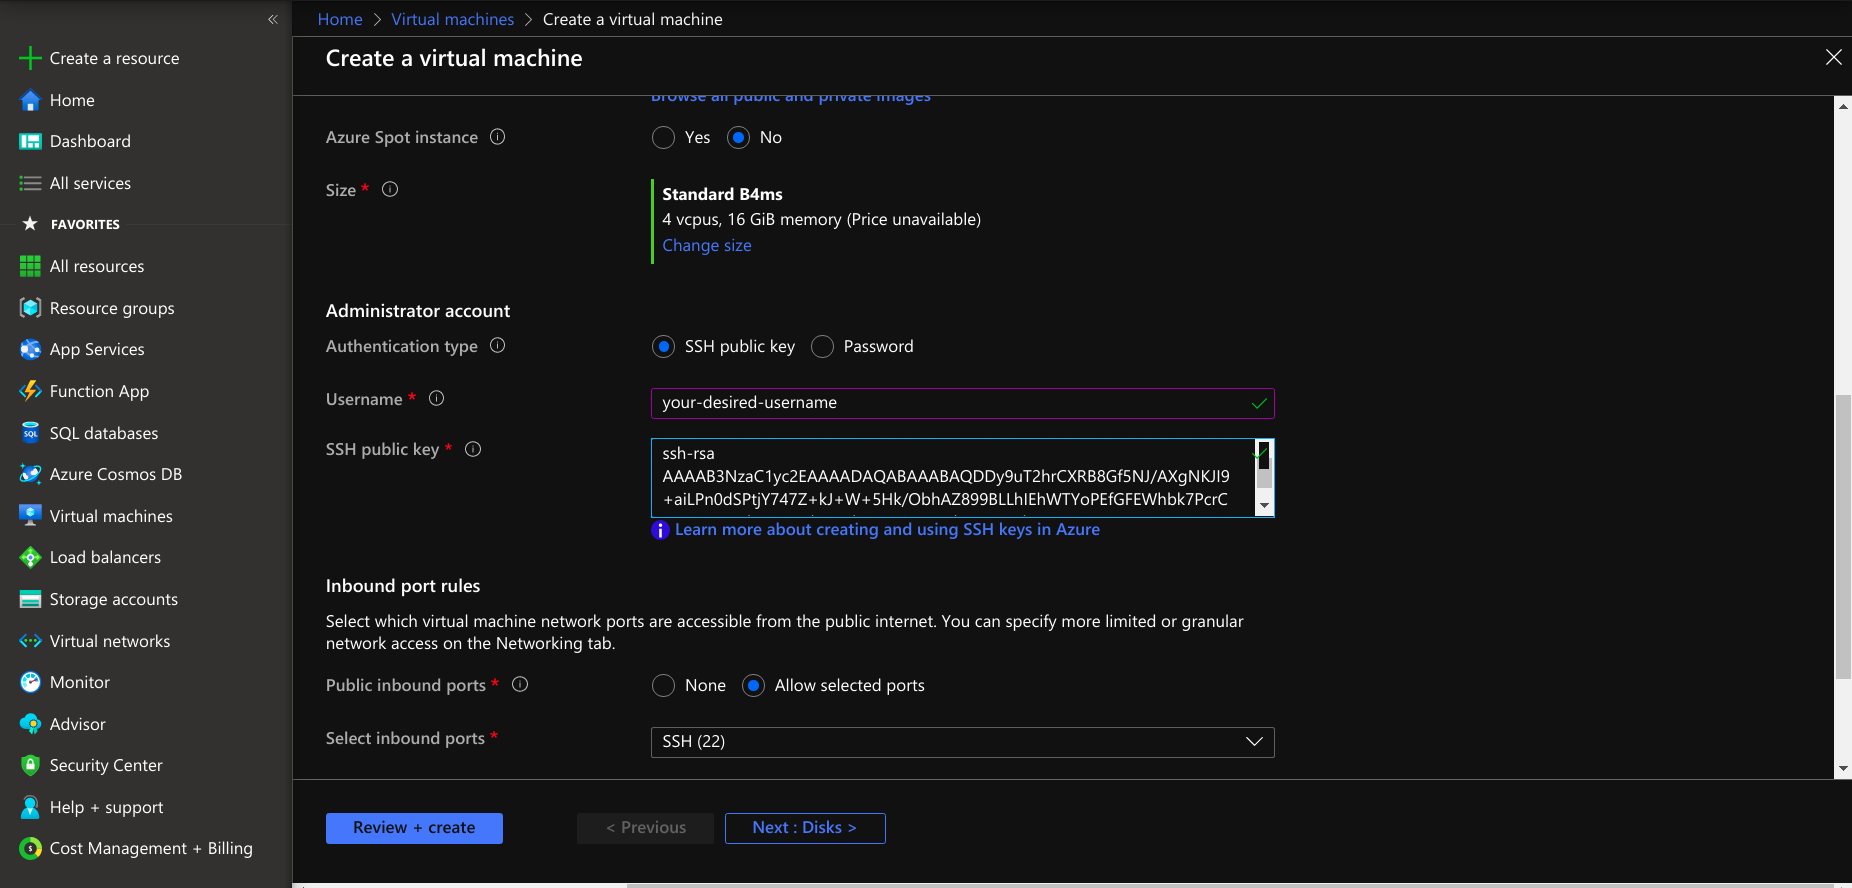 Home > Virtual machines > Create a virtual machine
Create a virtual machine
Create a resource
Home
Dashboard
All services
FAVORITES
All resources
Resource groups
App Services
Function App
SQL databases
Azure Cosmos DB
Virtual machines
Load balancers
Storage accounts
Virtual networks
Monitor
Advisor
Security Center
Help + support
Cost Management + Billing
Browse all public and private images
Azure Spot instance
Yes No
Size *
Standard B4ms
4 vcpus, 16 GiB memory (Price unavailable)
Change size
Administrator account
Authentication type
SSH public key Password
Username *
your-desired-username
SSH public key *
ssh-rsa
AAAAB3NzaC1yc2EAAAADAQABAAABAQDDy9uT2hrCXRB8Gf5NJ/AXgNKJI9
+aiLPn0dSPtjY747Z+kJ+W+5Hk/ObhAZ899BLLhIEhWTYoPEfGFEWhbk7PcrC
Learn more about creating and using SSH keys in Azure
Inbound port rules
Select which virtual machine network ports are accessible from the public internet. You can specify more limited or granular
network access on the Networking tab.
Public inbound ports *
None Allow selected ports
Select inbound ports *
SSH (22)
Review + create
< Previous
Next : Disks >